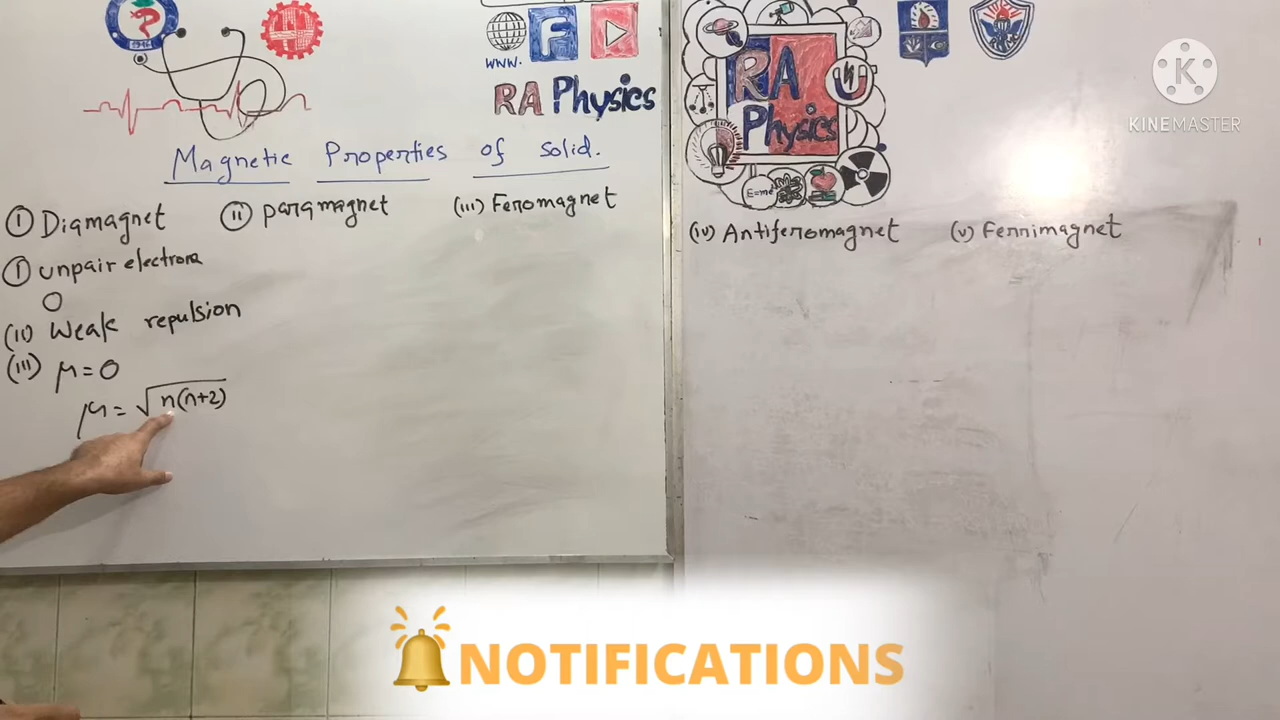 WWW.
F
RA Physics
RA
Physics
U
E=mc²
K
KINEMASTER
Magnetic Properties of solid.
(I) Diamagnet (II) paramagnet (III) Feromagnet
(IV) Antiferomagnet (V) Ferrimagnet
(I) unpair electrons
0
(II) Weak repulsion
(III) μ=0
μ = √n(n+2)
NOTIFICATIONS